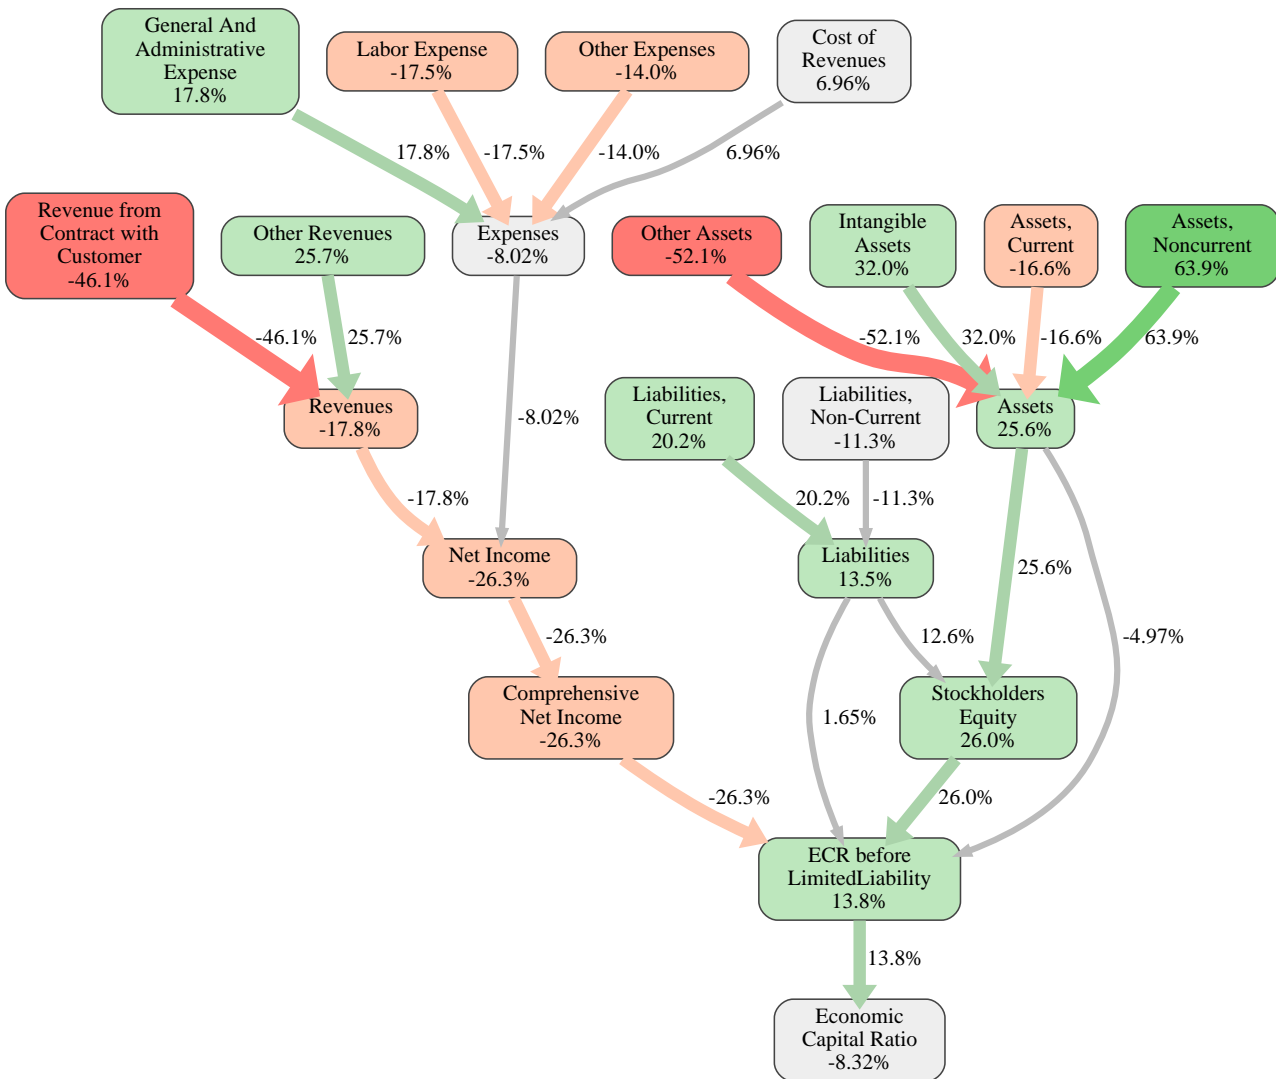 General And
Administrative
Expense
17.8%
Labor Expense
-17.5%
Other Expenses
-14.0%
Cost of
Revenues
6.96%
17.8%
-17.5%
-14.0%
6.96%
Revenue from
Contract with
Customer
-46.1%
Other Revenues
25.7%
Expenses
-8.02%
Other Assets
-52.1%
Intangible
Assets
32.0%
Assets,
Current
-16.6%
Assets,
Noncurrent
63.9%
-46.1%
25.7%
-52.1%
32.0%
-16.6%
63.9%
Revenues
-17.8%
-8.02%
Liabilities,
Current
20.2%
Liabilities,
Non-Current
-11.3%
Assets
25.6%
-17.8%
20.2%
-11.3%
Net Income
-26.3%
Liabilities
13.5%
25.6%
-26.3%
12.6%
-4.97%
Comprehensive
Net Income
-26.3%
1.65%
Stockholders
Equity
26.0%
-26.3%
26.0%
ECR before
LimitedLiability
13.8%
13.8%
Economic
Capital Ratio
-8.32%